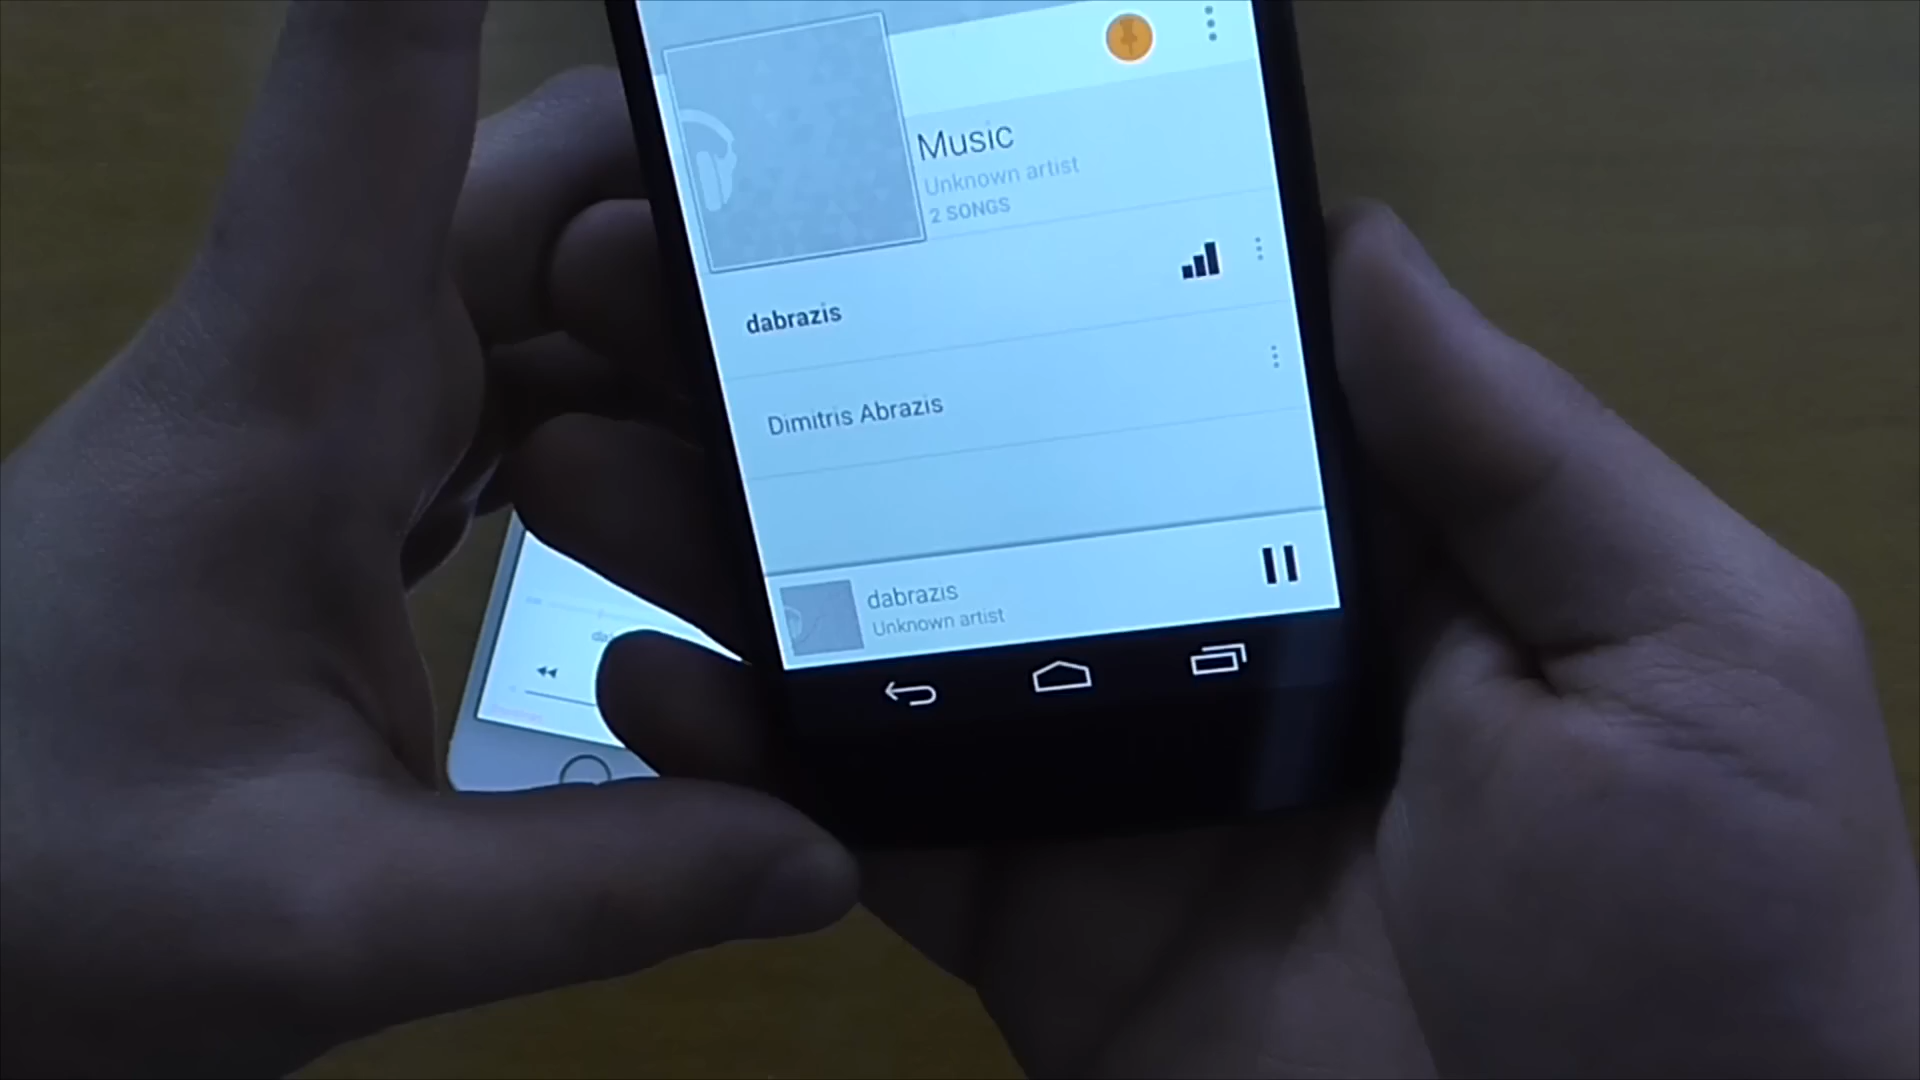 Music
Unknown artist
2 SONGS
dabrazis
Dimitris Abrazis
dabrazis
Unknown artist